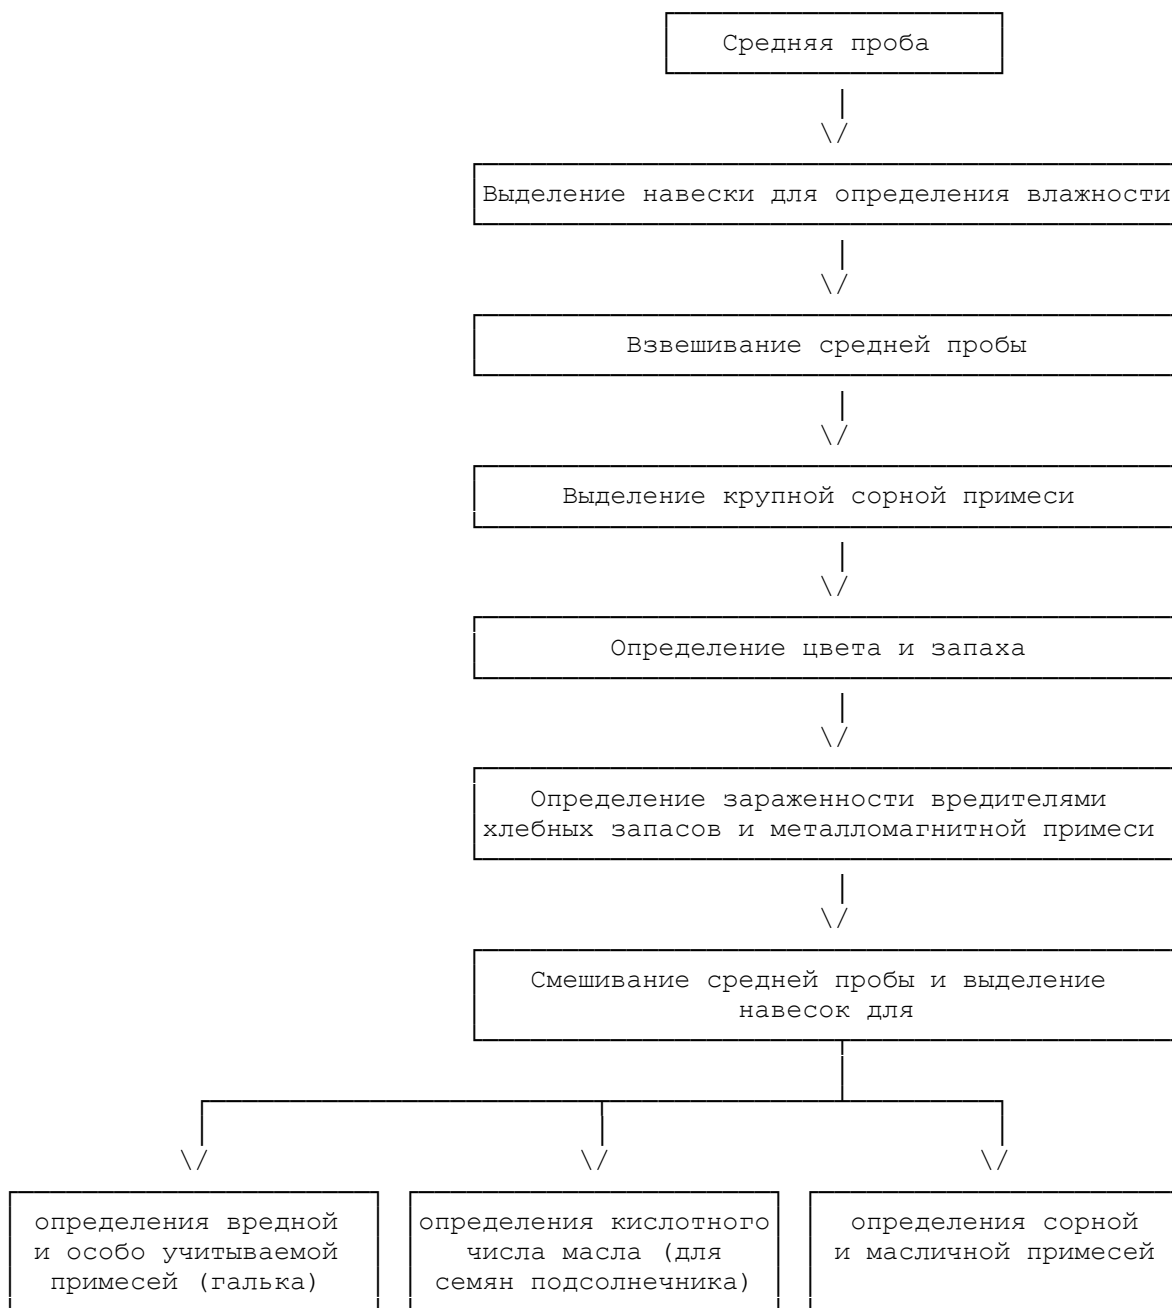 Средняя проба
Выделение навески для определения влажности
Взвешивание средней пробы
Выделение крупной сорной примеси
Определение цвета и запаха
Определение зараженности вредителями
хлебных запасов и металломагнитной примеси
Смешивание средней пробы и выделение
навесок для
определения вредной
и особо учитываемой
примесей (галька)
определения кислотного
числа масла (для
семян подсолнечника)
определения сорной
и масличной примесей